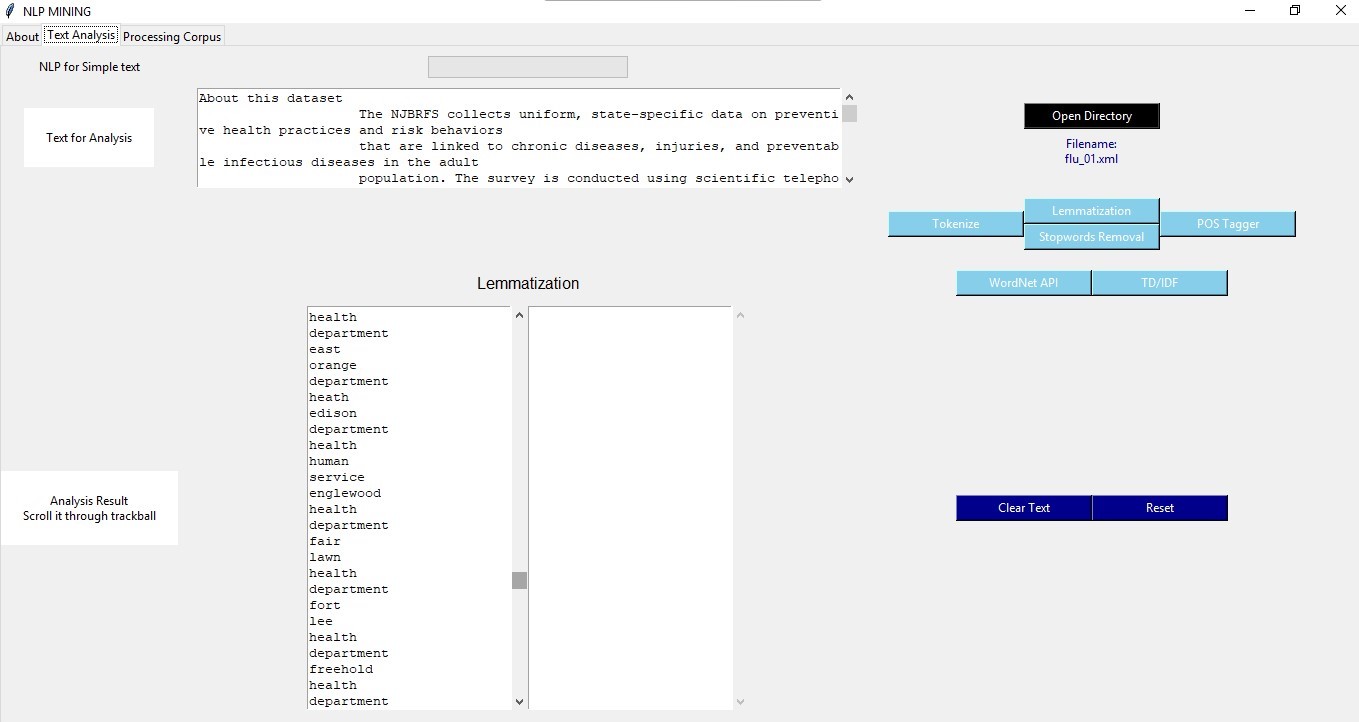 NLP MINING
About
Text Analysis
Processing Corpus
NLP for Simple text
Text for Analysis
About this dataset
The NJBRFS collects uniform, state-specific data on preventi
ve health practices and risk behaviors
that are linked to chronic diseases, injuries, and preventab
le infectious diseases in the adult
population. The survey is conducted using scientific telepho
Open Directory
Filename:
flu_01.xml
Tokenize
Lemmatization
Stopwords Removal
POS Tagger
WordNet API
TD/IDF
Lemmatization
health
department
east
orange
department
heath
edison
department
health
human
service
englewood
health
department
fair
lawn
health
department
fort
lee
health
department
freehold
health
department
Analysis Result
Scroll it through trackball
Clear Text
Reset